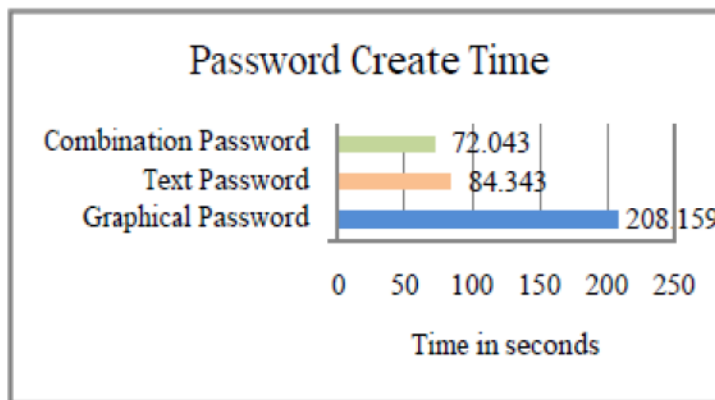 Password Create Time
Combination Password 72.043
Text Password 84.343
Graphical Password 208.159
0 50 100 150 200 250
Time in seconds